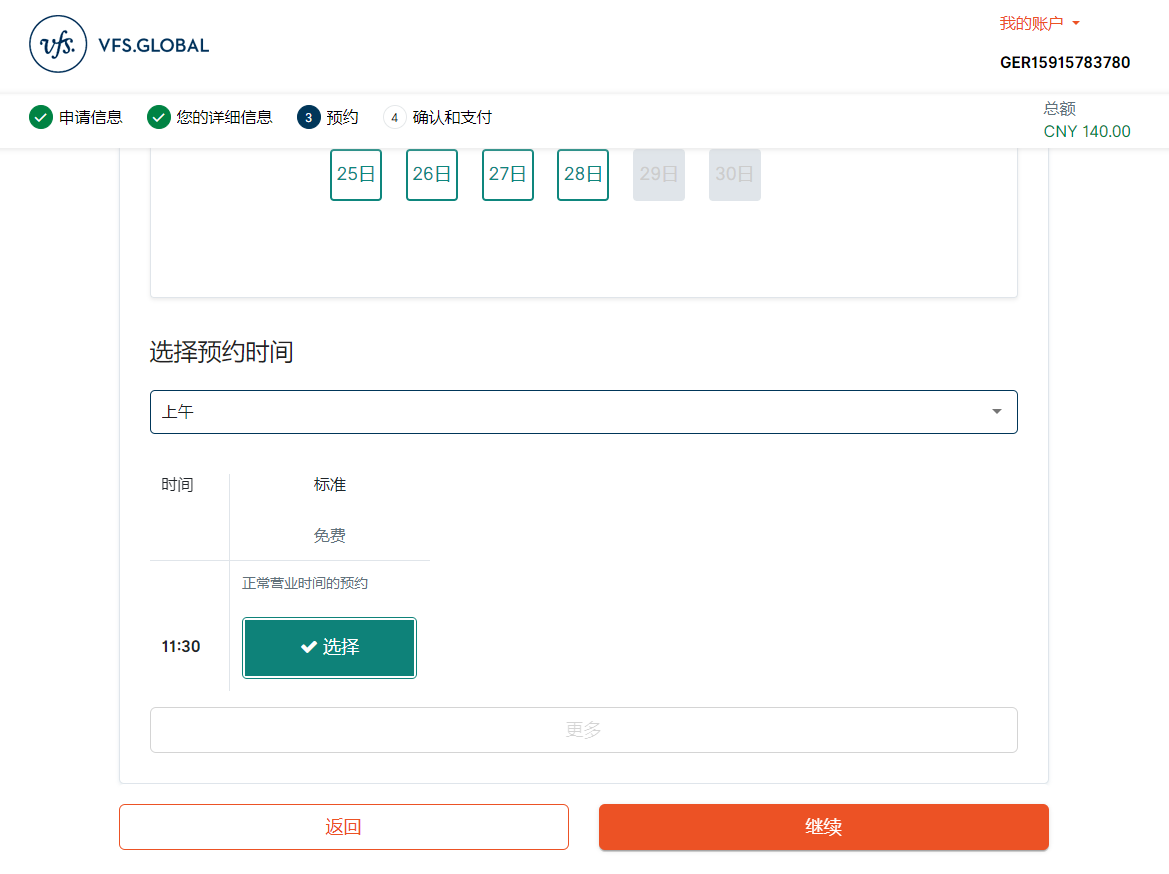 vfs. VFS.GLOBAL
我的账户
GER15915783780
申请信息 您的详细信息 3 预约 4 确认和支付
总额
CNY 140.00
25日 26日 27日 28日 29日 30日
选择预约时间
上午
时间 标准
免费
正常营业时间的预约
11:30 选择
更多
返回 继续